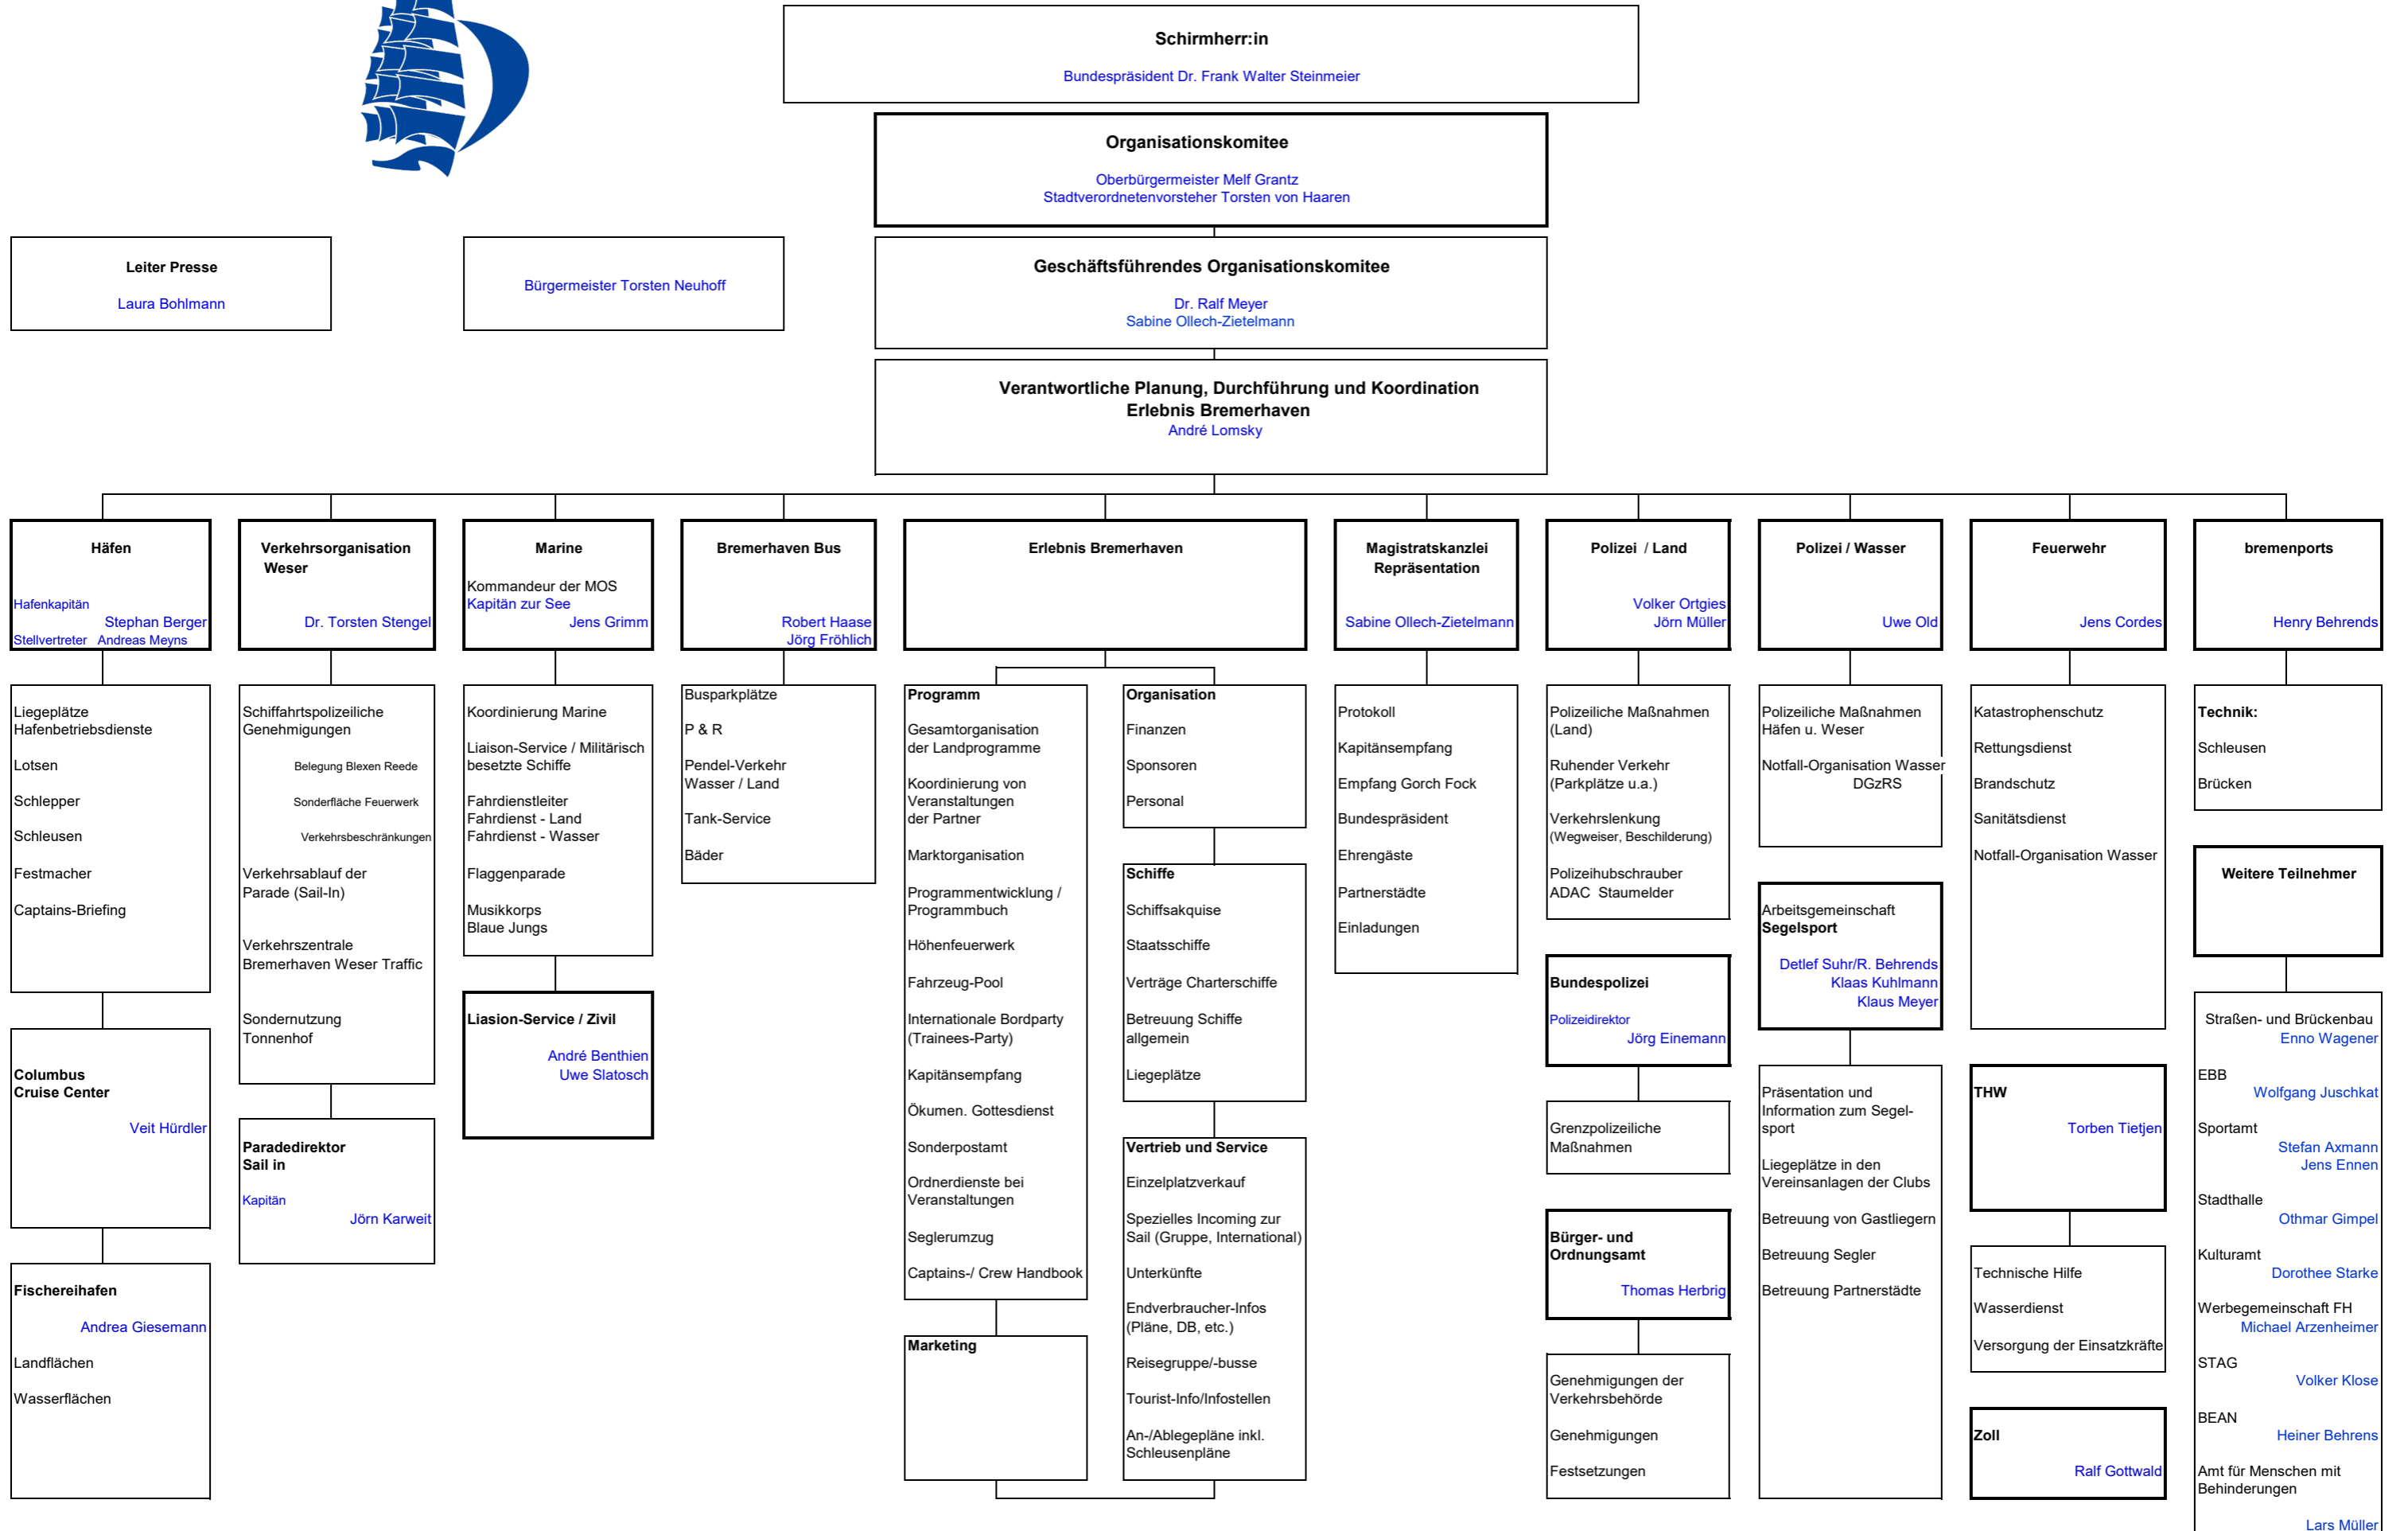 Schirmherr:in
Bundespräsident Dr. Frank Walter Steinmeier
Organisationskomitee
Oberbürgermeister Melf Grantz
Stadtverordnetenvorsteher Torsten von Haaren
Leiter Presse
Laura Bohlmann
Bürgermeister Torsten Neuhoff
Geschäftsführendes Organisationskomitee
Dr. Ralf Meyer
Sabine Ollech-Zietelmann
Verantwortliche Planung, Durchführung und Koordination
Erlebnis Bremerhaven
André Lomsky
Häfen
Hafenkapitän
Stephan Berger
Stellvertreter Andreas Meyns
Liegeplätze
Hafenbetriebsdienste
Lotsen
Schlepper
Schleusen
Festmacher
Captains-Briefing
Columbus
Cruise Center
Veit Hürdler
Fischereihafen
Andrea Giesemann
Landflächen
Wasserflächen
Verkehrsorganisation
Weser
Dr. Torsten Stengel
Schiffahrtspolizeiliche
Genehmigungen
Belegung Blexen Reede
Sonderfläche Feuerwerk
Verkehrsbeschränkungen
Verkehrsablauf der
Parade (Sail-In)
Verkehrszentrale
Bremerhaven Weser Traffic
Sondernutzung
Tonnenhof
Paradedirektor
Sail in
Kapitän
Jörn Karweit
Marine
Kommandeur der MOS
Kapitän zur See
Jens Grimm
Koordinierung Marine
Liaison-Service / Militärisch
besetzte Schiffe
Fahrdienstleiter
Fahrdienst - Land
Fahrdienst - Wasser
Flaggenparade
Musikkorps
Blaue Jungs
Liasion-Service / Zivil
André Benthien
Uwe Slatosch
Bremerhaven Bus
Robert Haase
Jörg Fröhlich
Busparkplätze
P & R
Pendel-Verkehr
Wasser / Land
Tank-Service
Bäder
Erlebnis Bremerhaven
Programm
Gesamtorganisation
der Landprogramme
Koordinierung von
Veranstaltungen
der Partner
Marktorganisation
Programmentwicklung /
Programmbuch
Höhenfeuerwerk
Fahrzeug-Pool
Internationale Bordparty
(Trainees-Party)
Kapitänsempfang
Ökumen. Gottesdienst
Sonderpostamt
Ordnerdienste bei
Veranstaltungen
Seglerumzug
Captains-/ Crew Handbook
Marketing
Organisation
Finanzen
Sponsoren
Personal
Schiffe
Schiffsakquise
Staatsschiffe
Verträge Charterschiffe
Betreuung Schiffe
allgemein
Liegeplätze
Vertrieb und Service
Einzelplatzverkauf
Spezielles Incoming zur
Sail (Gruppe, International)
Unterkünfte
Endverbraucher-Infos
(Pläne, DB, etc.)
Reisegruppe/-busse
Tourist-Info/Infostellen
An-/Ablegepläne inkl.
Schleusenpläne
Magistratskanzlei
Repräsentation
Sabine Ollech-Zietelmann
Protokoll
Kapitänsempfang
Empfang Gorch Fock
Bundespräsident
Ehrengäste
Partnerstädte
Einladungen
Polizei / Land
Volker Ortgies
Jörn Müller
Polizeiliche Maßnahmen
(Land)
Ruhender Verkehr
(Parkplätze u.a.)
Verkehrslenkung
(Wegweiser, Beschilderung)
Polizeihubschrauber
ADAC Staumelder
Bundespolizei
Polizeidirektor
Jörg Einemann
Grenzpolizeiliche
Maßnahmen
Bürger- und
Ordnungsamt
Thomas Herbrig
Genehmigungen der
Verkehrsbehörde
Genehmigungen
Festsetzungen
Polizei / Wasser
Uwe Old
Polizeiliche Maßnahmen
Häfen u. Weser
Notfall-Organisation Wasser
DGzRS
Arbeitsgemeinschaft
Segelsport
Detlef Suhr/R. Behrends
Klaas Kuhlmann
Klaus Meyer
Präsentation und
Information zum Segel-
sport
Liegeplätze in den
Vereinsanlagen der Clubs
Betreuung von Gastliegern
Betreuung Segler
Betreuung Partnerstädte
Feuerwehr
Jens Cordes
Katastrophenschutz
Rettungsdienst
Brandschutz
Sanitätsdienst
Notfall-Organisation Wasser
THW
Torben Tietjen
Technische Hilfe
Wasserdienst
Versorgung der Einsatzkräfte
Zoll
Ralf Gottwald
bremenports
Henry Behrends
Technik:
Schleusen
Brücken
Weitere Teilnehmer
Straßen- und Brückenbau
Enno Wagener
EBB
Wolfgang Juschkat
Sportamt
Stefan Axmann
Jens Ennen
Stadthalle
Othmar Gimpel
Kulturamt
Dorothee Starke
Werbegemeinschaft FH
Michael Arzenheimer
STAG
Volker Klose
BEAN
Heiner Behrens
Amt für Menschen mit
Behinderungen
Lars Müller